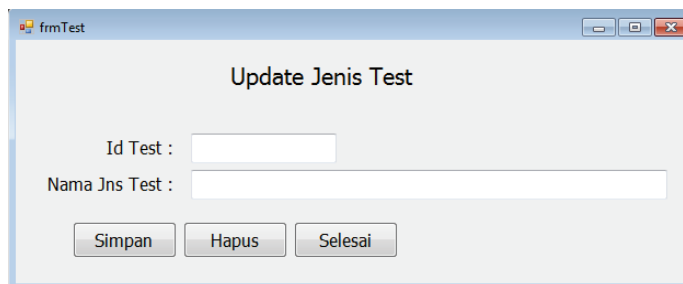 frmTest
Update Jenis Test
Id Test :
Nama Jns Test :
Simpan Hapus Selesai